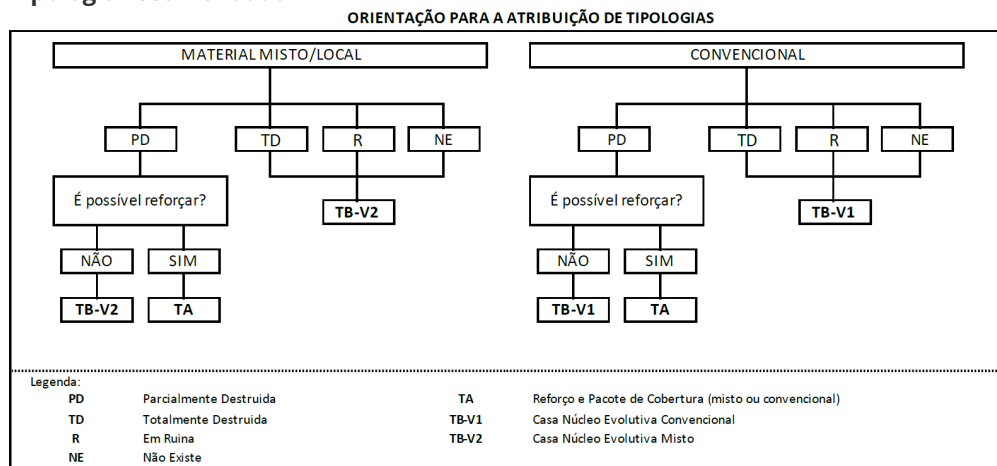 ORIENTAÇÃO PARA A ATRIBUIÇÃO DE TIPOLOGIAS
MATERIAL MISTO/LOCAL
CONVENCIONAL
PD
TD
R
NE
PD
TD
R
NE
É possível reforçar?
TB-V2
É possível reforçar?
TB-V1
NÃO
SIM
NÃO
SIM
TB-V2
TA
TB-V1
TA
Legenda:
PD Parcialmente Destruida
TA Reforço e Pacote de Cobertura (misto ou convencional)
TD Totalmente Destruida
TB-V1 Casa Núcleo Evolutiva Convencional
R Em Ruina
TB-V2 Casa Núcleo Evolutiva Misto
NE Não Existe